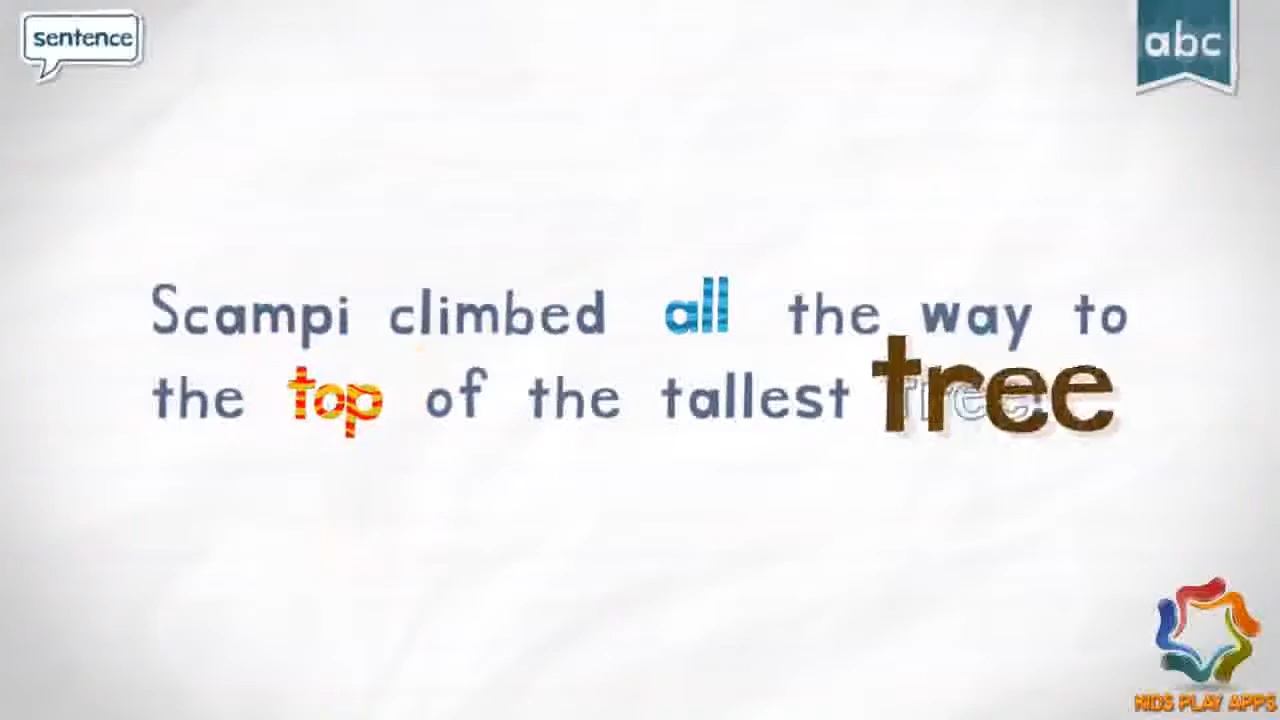 sentence
abc
Scampi climbed all the way to
the top of the tallest tree
KIDS PLAY APPS